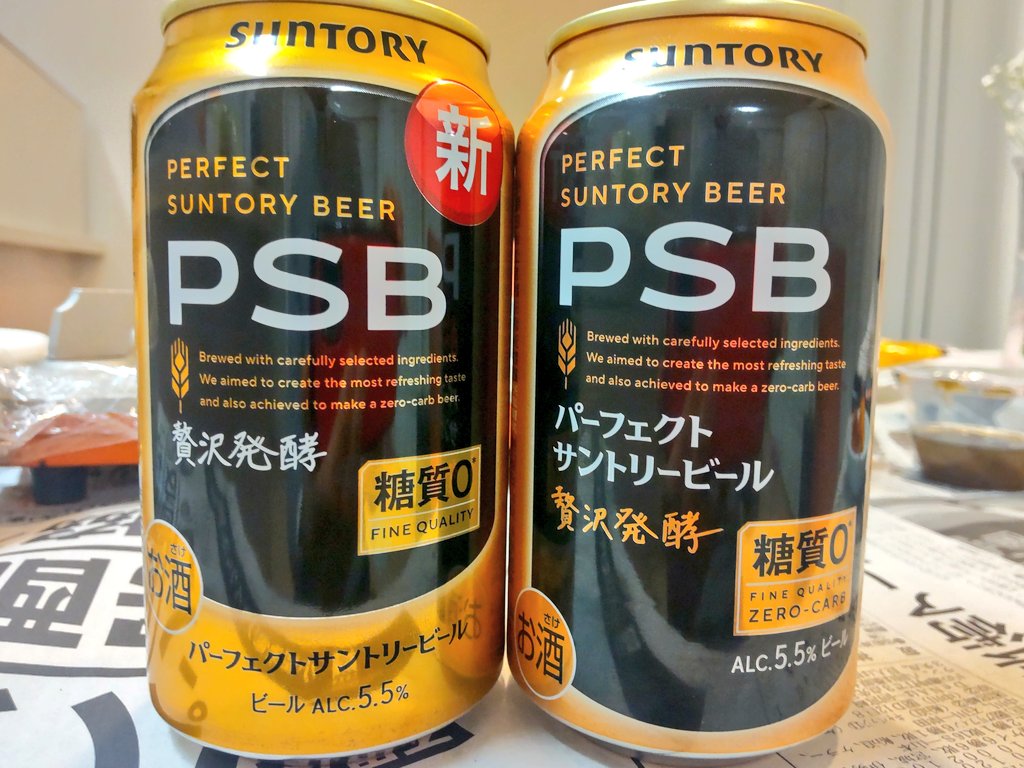 SUNTORY
新
PERFECT
SUNTORY BEER
PSB
Brewed with carefully selected ingredients.
We aimed to create the most refreshing taste
and also achieved to make a zero-carb beer.
贅沢発酵
糖質0*
FINE QUALITY
さけ
お酒
パーフェクトサントリービール
ビール ALC.5.5%
SUNTORY
PERFECT
SUNTORY BEER
PSB
Brewed with carefully selected ingredients.
We aimed to create the most refreshing taste
and also achieved to make a zero-carb beer.
パーフェクト
サントリービール
贅沢発酵
糖質0*
FINE QUALITY
ZERO-CARB
さけ
お酒
ALC.5.5% ビール